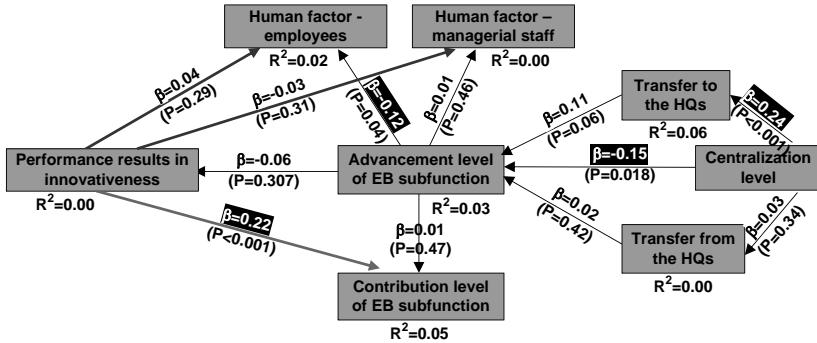 Human factor -
employees
R²=0.02
Human factor –
managerial staff
R²=0.00
β=0.04
(P=0.29)
β=-0.03
(P=0.31)
β=-0.12
(P=0.04)
β=0.01
(P=0.46)
Transfer to
the HQs
R²=0.06
β=0.11
(P=0.06)
β=0.24
(P<0.001)
Performance results in
innovativeness
R²=0.00
β=-0.06
(P=0.307)
Advancement level
of EB subfunction
R²=0.03
β=-0.15
(P=0.018)
Centralization
level
β=0.22
(P<0.001)
β=0.01
(P=0.47)
β=0.02
(P=0.42)
β=0.03
(P=0.34)
Transfer from
the HQs
R²=0.00
Contribution level
of EB subfunction
R²=0.05